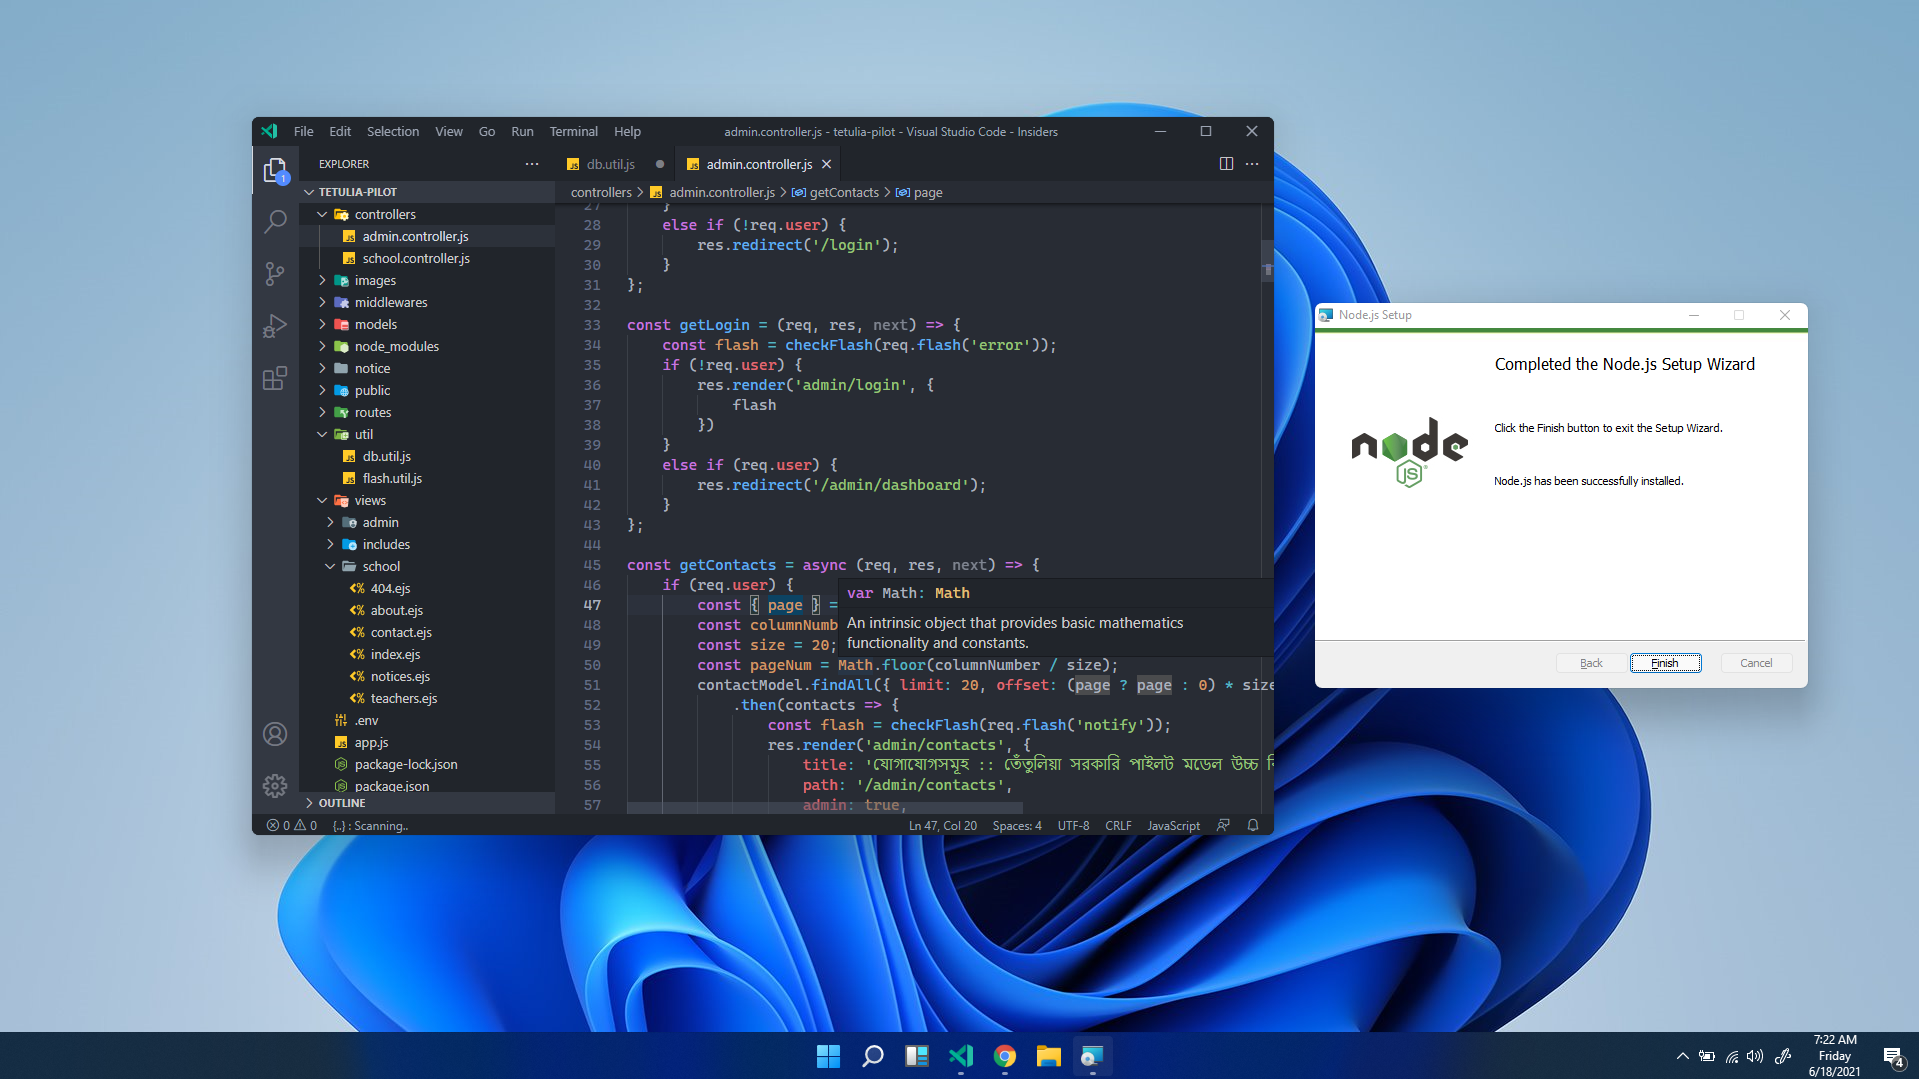 File Edit Selection View Go Run Terminal Help
admin.controller.js - tetulia-pilot - Visual Studio Code - Insiders
EXPLORER
1
TETULIA-PILOT
controllers
admin.controller.js
school.controller.js
images
middlewares
models
node_modules
notice
public
routes
util
db.util.js
flash.util.js
views
admin
includes
school
404.ejs
about.ejs
contact.ejs
index.ejs
notices.ejs
teachers.ejs
.env
app.js
package-lock.json
package.json
OUTLINE
db.util.js
admin.controller.js
controllers > admin.controller.js > getContacts > page
27 }
28 else if (!req.user) {
29 res.redirect('/login');
30 }
31 };
32
33 const getLogin = (req, res, next) => {
34 const flash = checkFlash(req.flash('error'));
35 if (!req.user) {
36 res.render('admin/login', {
37 flash
38 })
39 }
40 else if (req.user) {
41 res.redirect('/admin/dashboard');
42 }
43 };
44
45 const getContacts = async (req, res, next) => {
46 if (req.user) {
47 const { page } =
48 const columnNumb
49 const size = 20;
50 const pageNum = Math.floor(columnNumber / size);
51 contactModel.findAll({ limit: 20, offset: (page ? page : 0) * size
52 .then(contacts => {
53 const flash = checkFlash(req.flash('notify'));
54 res.render('admin/contacts', {
55 title: 'যোগাযোগসমূহ :: তেঁতুলিয়া সরকারি পাইলট মডেল উচ্চ
56 path: '/admin/contacts',
57 admin: true,
var Math: Math
An intrinsic object that provides basic mathematics
functionality and constants.
0 0 {..} : Scanning..
Ln 47, Col 20 Spaces: 4 UTF-8 CRLF JavaScript
Node.js Setup
Completed the Node.js Setup Wizard
Click the Finish button to exit the Setup Wizard.
Node.js has been successfully installed.
node
JS
Back Finish Cancel
7:22 AM
Friday
6/18/2021
4